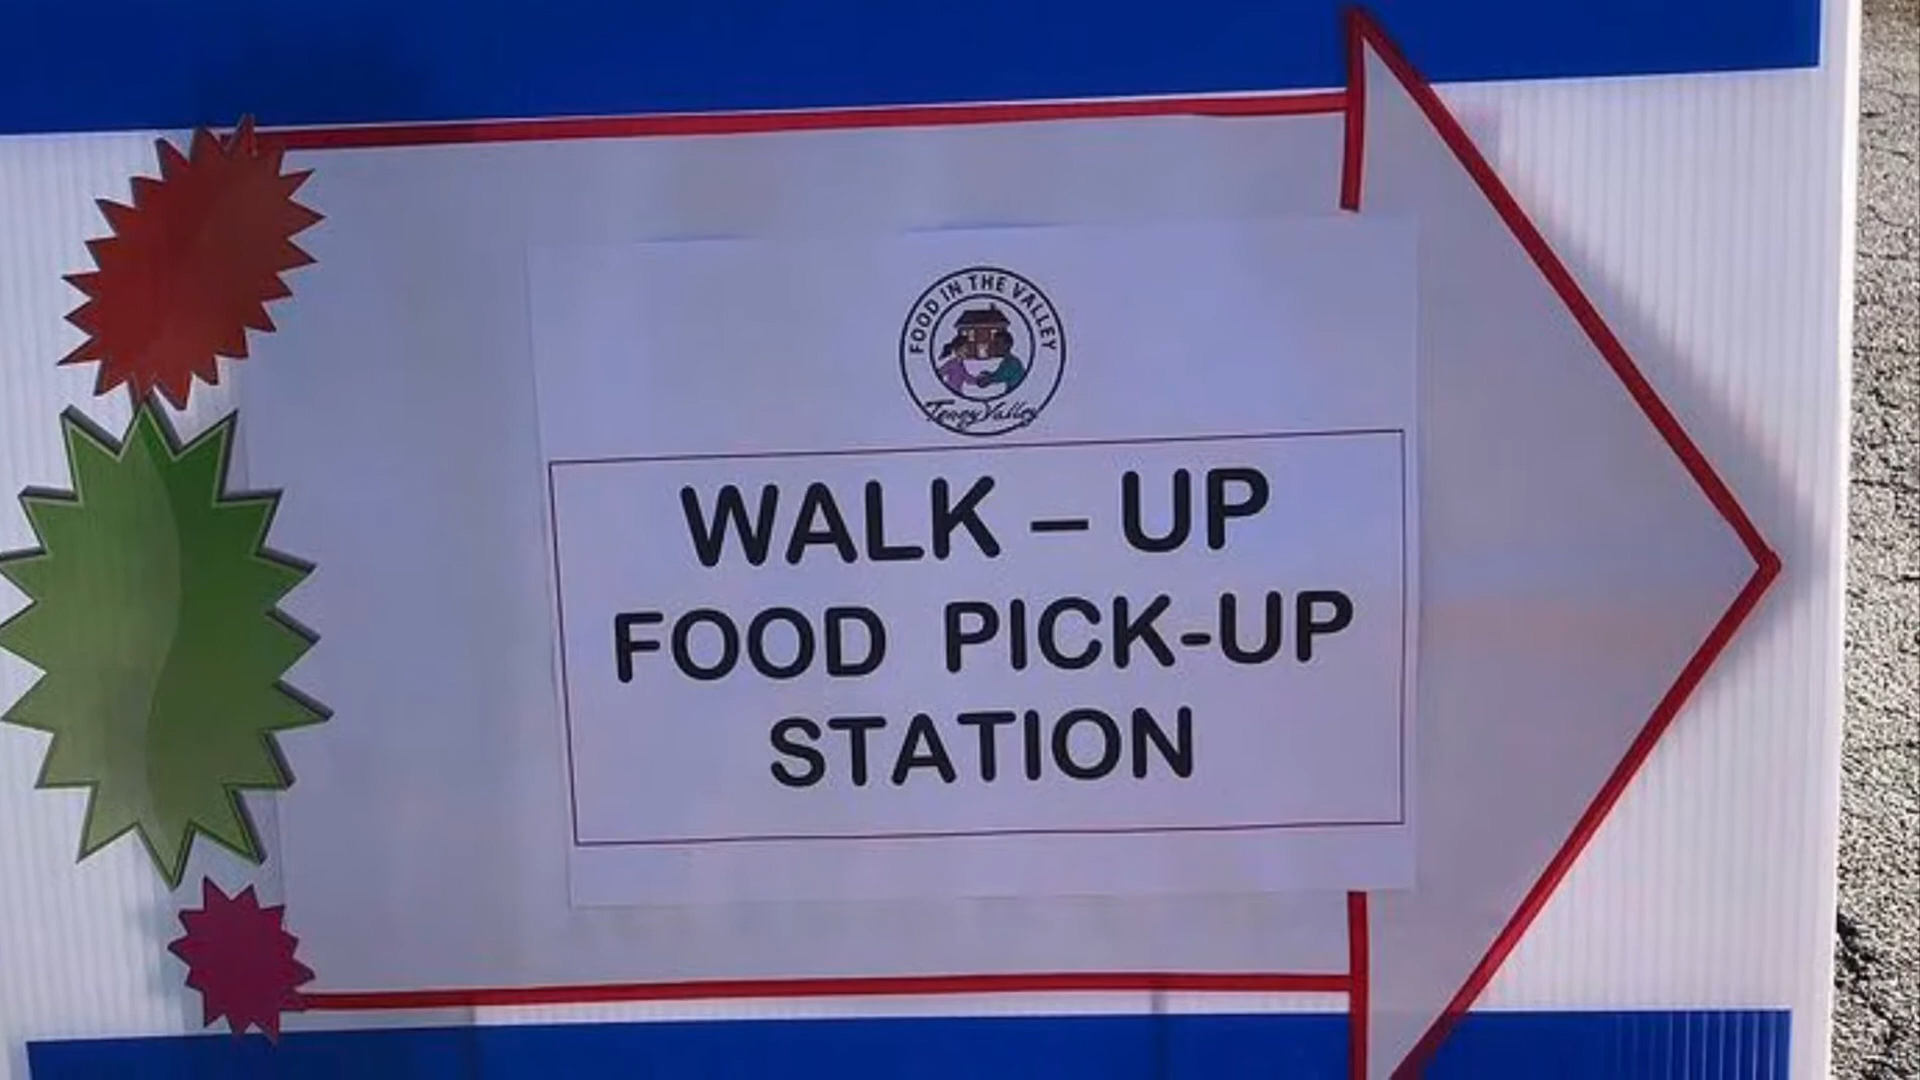 FOOD IN THE VALLEY
WALK – UP
FOOD PICK-UP
STATION